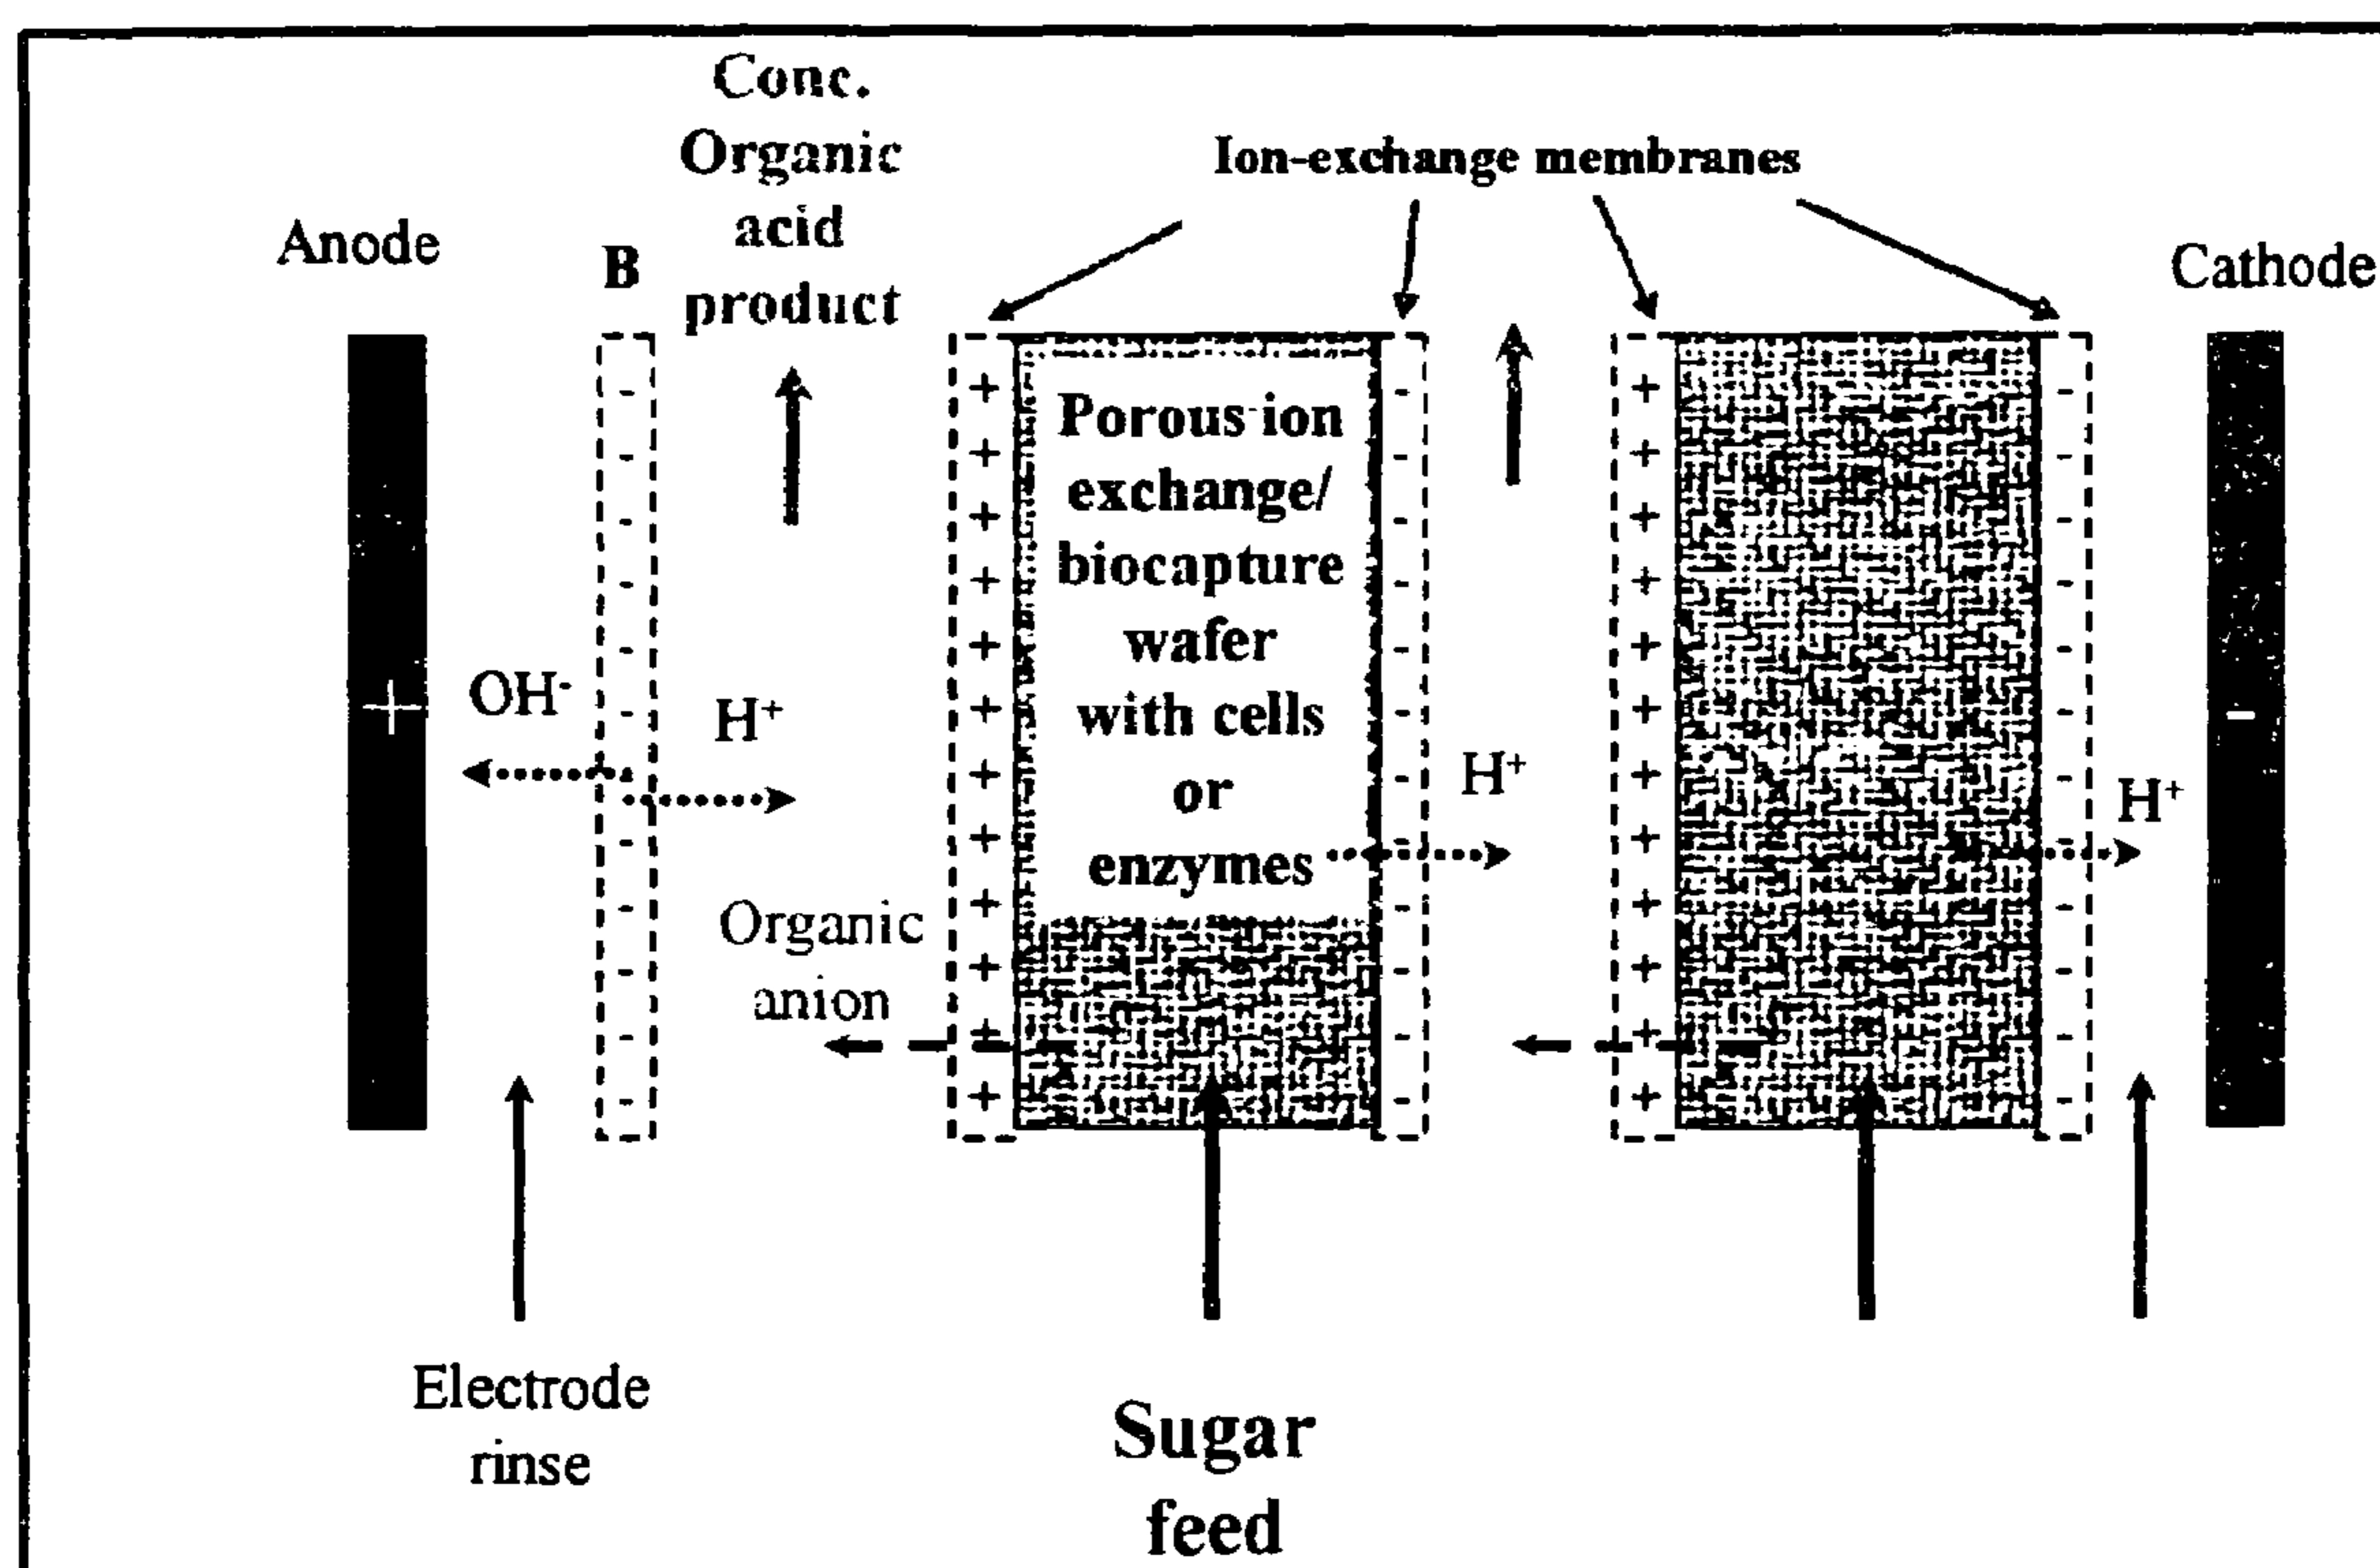 Conc.
Organic
acid
product
Ion-exchange membranes
Anode
B
Cathode
Porous ion
exchange/
biocapture
wafer
with cells
or
enzymes
+
OH-
H+
-
H+
H+
Organic
anion
Electrode
rinse
Sugar
feed